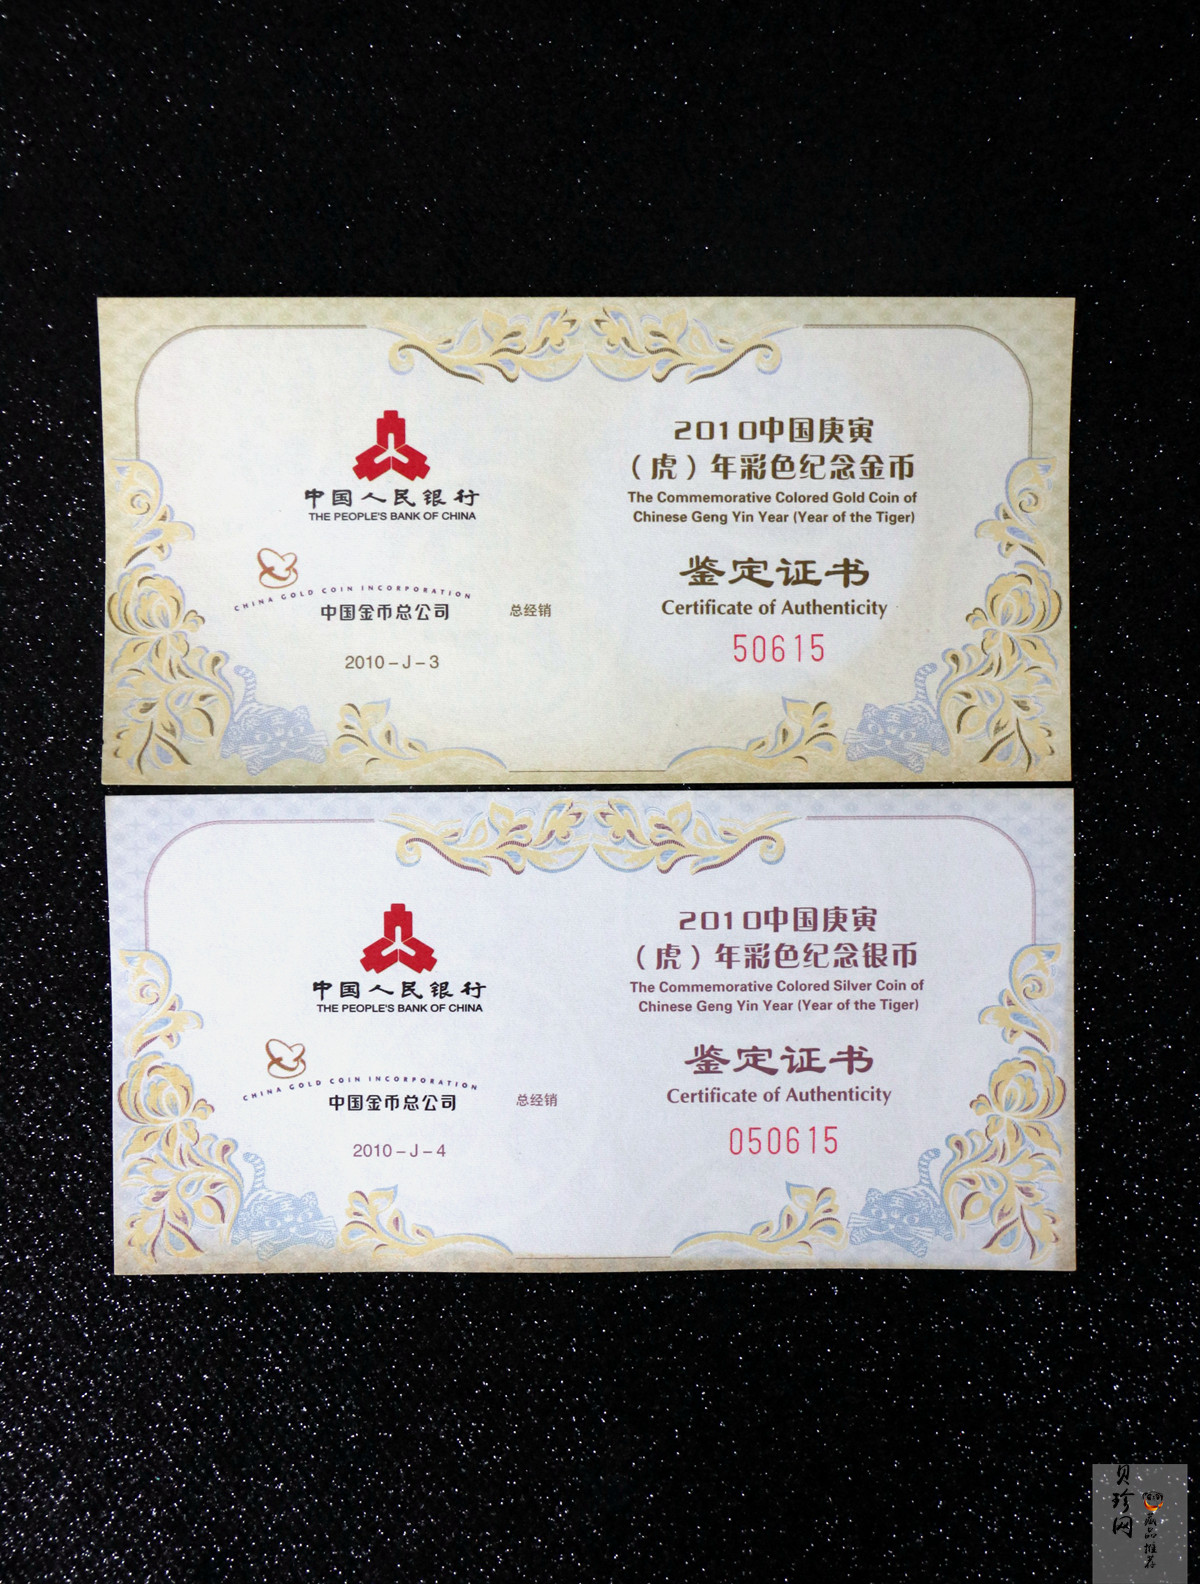 中国人民银行
THE PEOPLE'S BANK OF CHINA
CHINA GOLD COIN INCORPORATION
中国金币总公司 总经销
2010-J-3
2010中国庚寅
（虎）年彩色纪念金币
The Commemorative Colored Gold Coin of
Chinese Geng Yin Year (Year of the Tiger)
鉴定证书
Certificate of Authenticity
50615
中国人民银行
THE PEOPLE'S BANK OF CHINA
CHINA GOLD COIN INCORPORATION
中国金币总公司 总经销
2010-J-4
2010中国庚寅
（虎）年彩色纪念银币
The Commemorative Colored Silver Coin of
Chinese Geng Yin Year (Year of the Tiger)
鉴定证书
Certificate of Authenticity
050615
贝珍网
品推荐